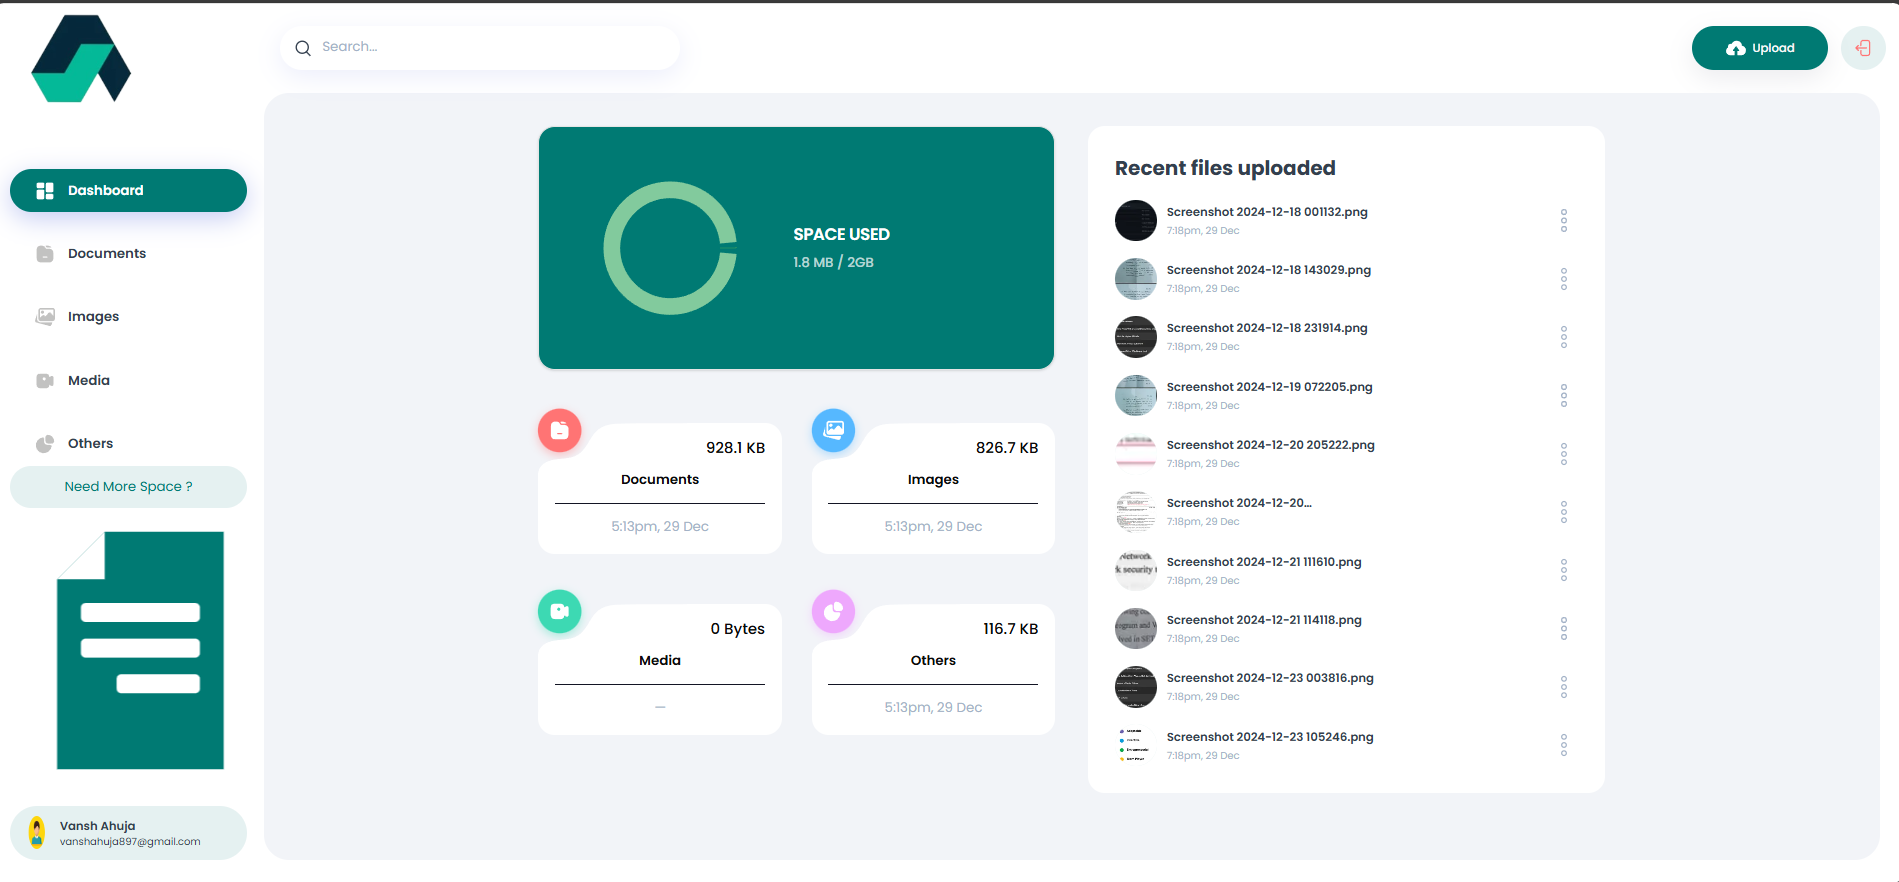 Search...
Upload
Dashboard
Documents
Images
Media
Others
Need More Space ?
Vansh Ahuja
vanshahuja897@gmail.com
SPACE USED
1.8 MB / 2GB
928.1 KB
Documents
5:13pm, 29 Dec
826.7 KB
Images
5:13pm, 29 Dec
0 Bytes
Media
—
116.7 KB
Others
5:13pm, 29 Dec
Recent files uploaded
Screenshot 2024-12-18 001132.png
7:18pm, 29 Dec
Screenshot 2024-12-18 143029.png
7:18pm, 29 Dec
Screenshot 2024-12-18 231914.png
7:18pm, 29 Dec
Screenshot 2024-12-19 072205.png
7:18pm, 29 Dec
Screenshot 2024-12-20 205222.png
7:18pm, 29 Dec
Screenshot 2024-12-20...
7:18pm, 29 Dec
Screenshot 2024-12-21 111610.png
7:18pm, 29 Dec
Screenshot 2024-12-21 114118.png
7:18pm, 29 Dec
Screenshot 2024-12-23 003816.png
7:18pm, 29 Dec
Screenshot 2024-12-23 105246.png
7:18pm, 29 Dec